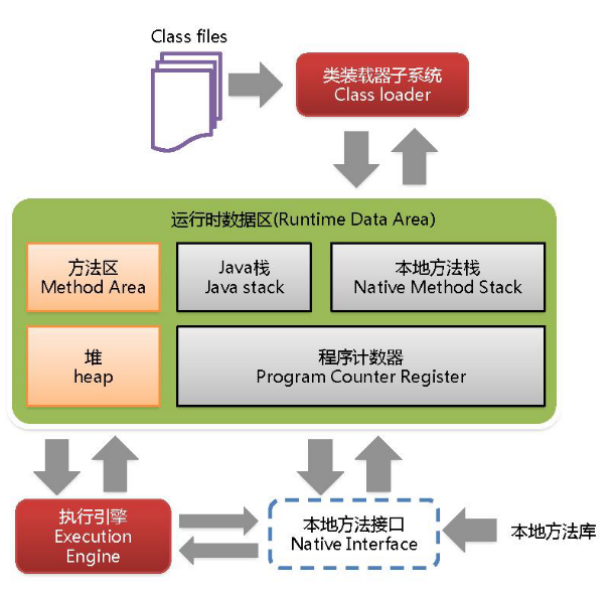 Class files
类装载器子系统
Class loader
运行时数据区(Runtime Data Area)
方法区
Method Area
Java栈
Java stack
本地方法栈
Native Method Stack
堆
heap
程序计数器
Program Counter Register
执行引擎
Execution
Engine
本地方法接口
Native Interface
本地方法库